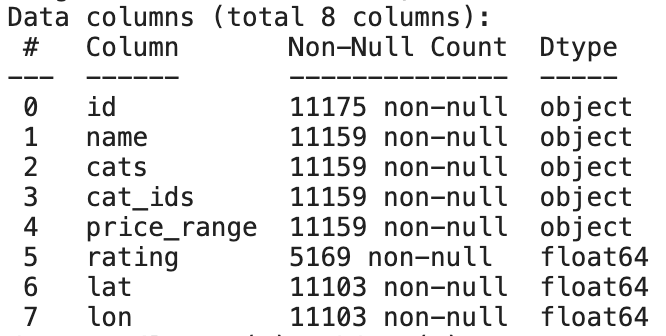 Data columns (total 8 columns):
 #   Column       Non-Null Count  Dtype
---  ------       --------------  -----
 0   id           11175 non-null  object
 1   name         11159 non-null  object
 2   cats         11159 non-null  object
 3   cat_ids      11159 non-null  object
 4   price_range  11159 non-null  object
 5   rating       5169 non-null   float64
 6   lat          11103 non-null  float64
 7   lon          11103 non-null  float64